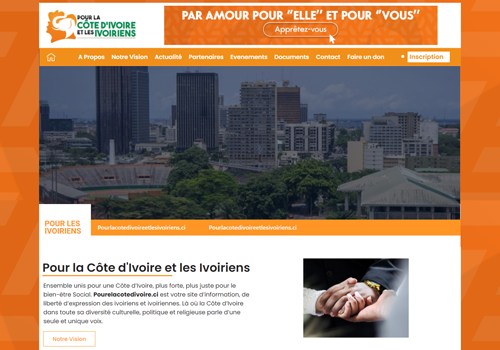 POUR LA
CÔTE D'IVOIRE
ET LES IVOIRIENS
PAR AMOUR POUR "ELLE" ET POUR "VOUS"
Apprêtez-vous
A Propos Notre Vision Actualité Partenaires Evenements Documents Contact Faire un don Inscription
POUR LES
IVOIRIENS
Pourlacotedivoireetlesivoiriens.ci Pourlacotedivoireetlesivoiriens.ci
Pour la Côte d'Ivoire et les Ivoiriens
Ensemble unis pour une Côte d'Ivoire, plus forte, plus juste pour le
bien-être Social. Pourelacotedivoire.ci est votre site d'information, de
liberté d'expression des Ivoiriens et Ivoiriennes. Là où la Côte d'Ivoire
dans toute sa diversité culturelle, politique et religieuse parle d'une
seule et unique voix.
Notre Vision